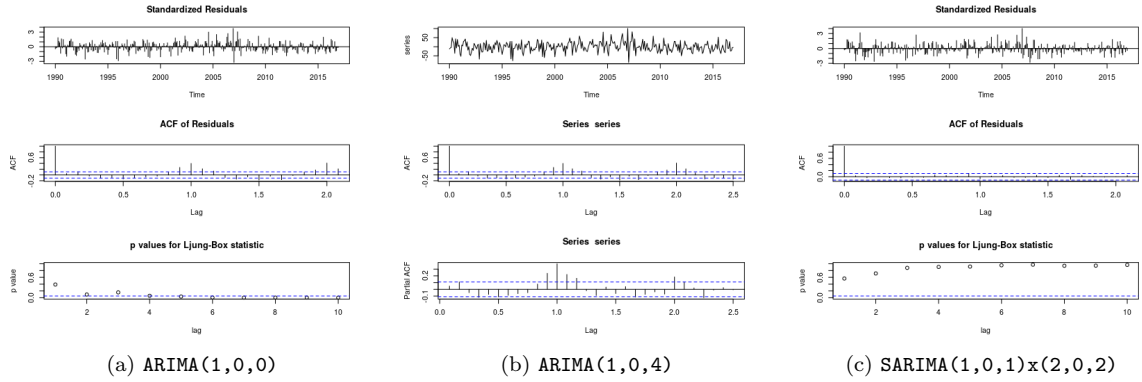 Standardized Residuals
3
0
-3
1990 1995 2000 2005 2010 2015
Time
ACF of Residuals
ACF
0.6
-0.2
0.0 0.5 1.0 1.5 2.0
Lag
p values for Ljung-Box statistic
p value
0.6
0.0
2 4 6 8 10
lag
(a) ARIMA(1,0,0)
series
50
-50
1990 1995 2000 2005 2010 2015
Time
Series series
ACF
0.6
-0.2
0.0 0.5 1.0 1.5 2.0 2.5
Lag
Series series
Partial ACF
0.2
-0.1
0.0 0.5 1.0 1.5 2.0 2.5
Lag
(b) ARIMA(1,0,4)
Standardized Residuals
3
0
-3
1990 1995 2000 2005 2010 2015
Time
ACF of Residuals
ACF
0.6
0.0
0.0 0.5 1.0 1.5 2.0
Lag
p values for Ljung-Box statistic
p value
0.6
0.0
2 4 6 8 10
lag
(c) SARIMA(1,0,1)x(2,0,2)